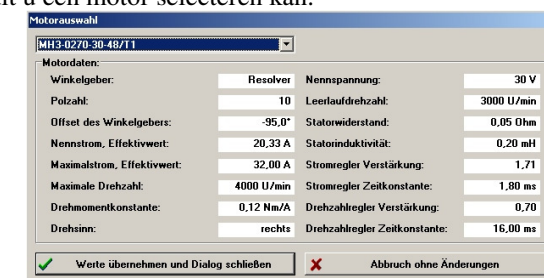 Motorauswahl
MH3-0270-30-48/T1
Motordaten:
Winkelgeber: Resolver Nennspannung: 30 V
Polzahl: 10 Leerlaufdrehzahl: 3000 U/min
Offset des Winkelgebers: -95,0° Statorwiderstand: 0,05 Ohm
Nennstrom, Effektivwert: 20,33 A Statorinduktivität: 0,20 mH
Maximalstrom, Effektivwert: 32,00 A Stromregler Verstärkung: 1,71
Maximale Drehzahl: 4000 U/min Stromregler Zeitkonstante: 1,80 ms
Drehmomentkonstante: 0,12 Nm/A Drehzahlregler Verstärkung: 0,70
Drehsinn: rechts Drehzahlregler Zeitkonstante: 16,00 ms
Werte übernehmen und Dialog schließen Abbruch ohne Änderungen